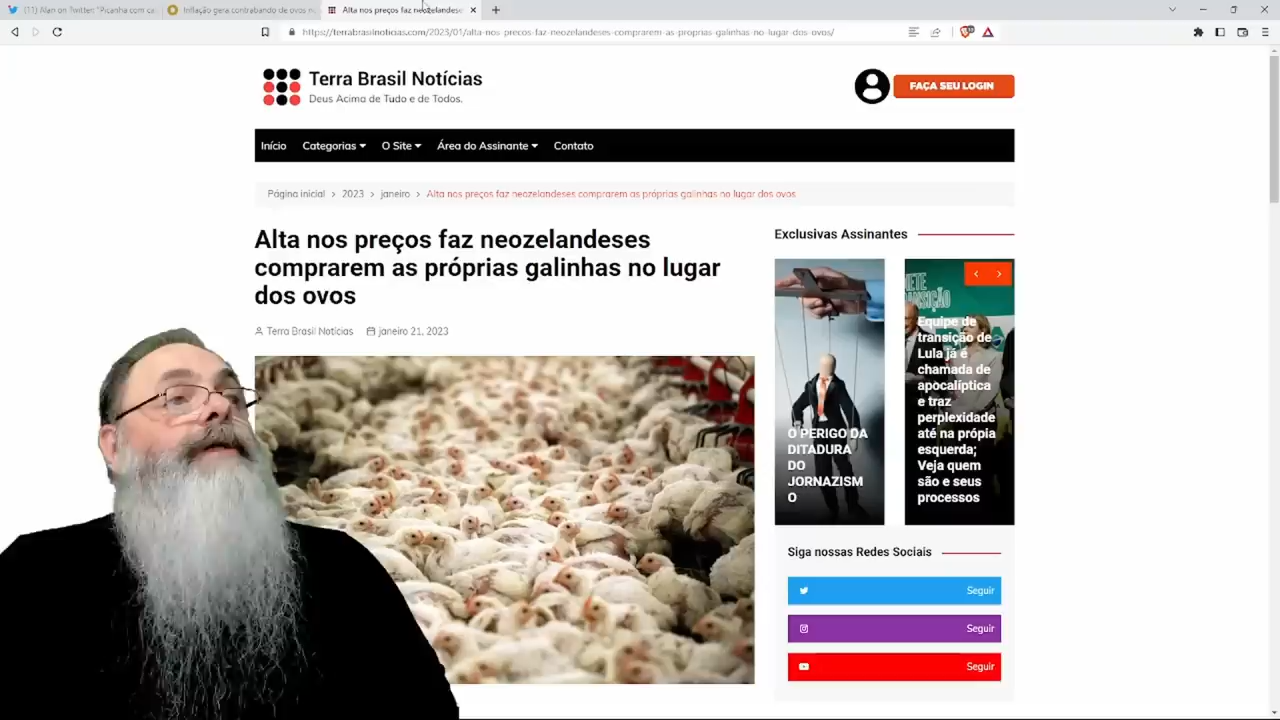 (11) Alan on Twitter "Picanha com ca
Inflação gera contrabando de ovos n
Alta nos preços faz neozelandese
https://terrabrasilnoticias.com/2023/01/alta-nos-precos-faz-neozelandeses-comprarem-as-proprias-galinhas-no-lugar-dos-ovos/
Terra Brasil Notícias
Deus Acima de Tudo e de Todos.
FAÇA SEU LOGIN
Início
Categorias
O Site
Área do Assinante
Contato
Página inicial > 2023 > janeiro > Alta nos preços faz neozelandeses comprarem as próprias galinhas no lugar dos ovos
Alta nos preços faz neozelandeses
comprarem as próprias galinhas no lugar
dos ovos
Terra Brasil Notícias janeiro 21, 2023
Exclusivas Assinantes
O PERIGO DA
DITADURA
DO
JORNAZISM
O
Equipe de
transição de
Lula já é
chamada de
apocalíptica
e traz
perplexidade
até na própia
esquerda;
Veja quem
são e seus
processos
Siga nossas Redes Sociais
Seguir
Seguir
Seguir